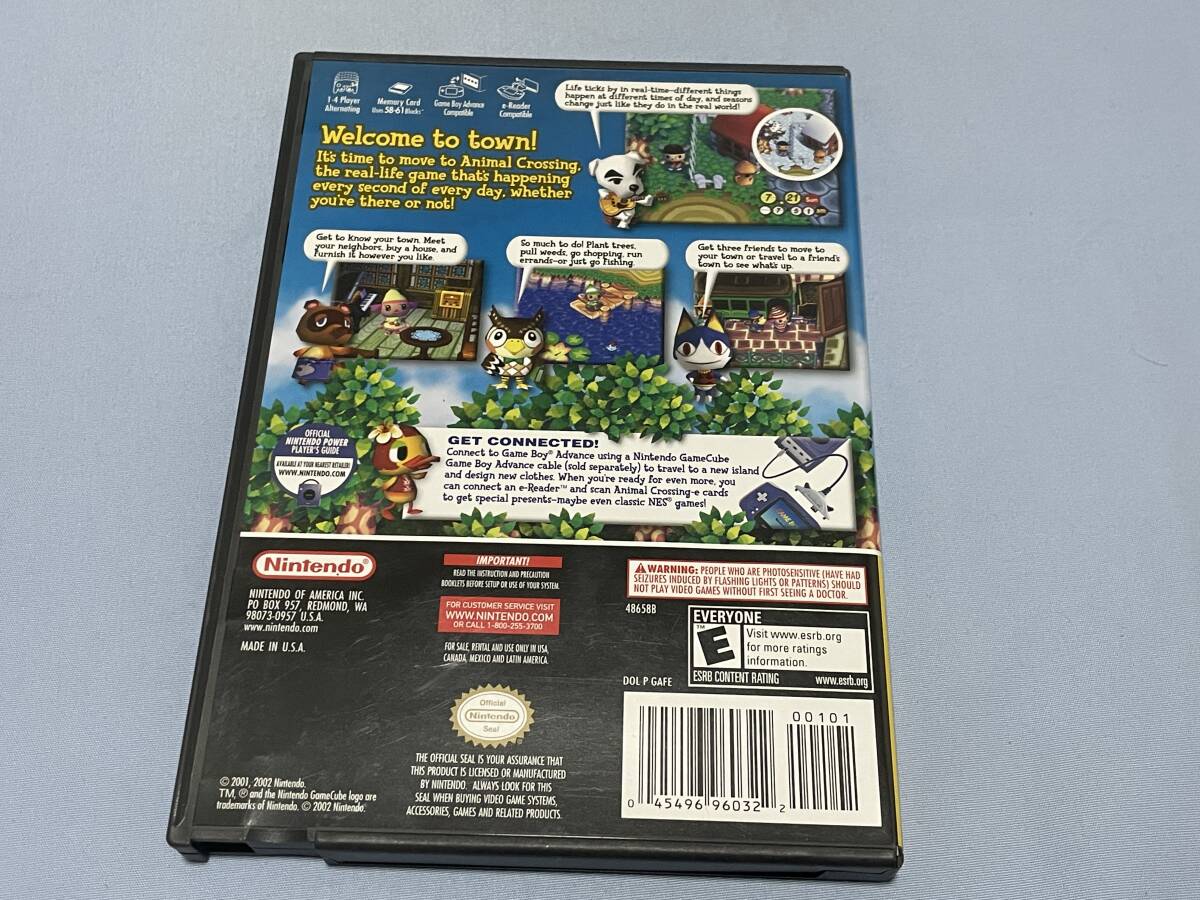 1-4 Player
Alternating
Memory Card
Uses 58-61 Blocks™
Game Boy Advance
Compatible
e-Reader
Compatible
Life ticks by in real-time-different things
happen at different times of day, and seasons
change just like they do in the real world!
Welcome to town!
It's time to move to Animal Crossing,
the real-life game that's happening
every second of every day, whether
you're there or not!
7 21 Sun
Get to know your town. Meet
your neighbors, buy a house, and
furnish it however you like.
So much to do! Plant trees,
pull weeds, go shopping, run
errands-or just go fishing.
Get three friends to move to
your town or travel to a friend's
town to see what's up.
OFFICIAL
NINTENDO POWER
PLAYER'S GUIDE
AVAILABLE AT YOUR NEAREST RETAILER!
WWW.NINTENDO.COM
GET CONNECTED!
Connect to Game Boy® Advance using a Nintendo GameCube
Game Boy Advance cable (sold separately) to travel to a new island
and design new clothes. When you're ready for even more, you
can connect an e-Reader™ and scan Animal Crossing-e cards
to get special presents-maybe even classic NES® games!
Nintendo®
NINTENDO OF AMERICA INC.
PO BOX 957, REDMOND, WA
98073-0957 U.S.A.
www.nintendo.com
MADE IN U.S.A.
IMPORTANT!
READ THE INSTRUCTION AND PRECAUTION
BOOKLETS BEFORE SETUP OR USE OF YOUR SYSTEM.
FOR CUSTOMER SERVICE VISIT
WWW.NINTENDO.COM
OR CALL 1-800-255-3700
FOR SALE, RENTAL AND USE ONLY IN USA,
CANADA, MEXICO AND LATIN AMERICA.
WARNING: PEOPLE WHO ARE PHOTOSENSITIVE (HAVE HAD
SEIZURES INDUCED BY FLASHING LIGHTS OR PATTERNS) SHOULD
NOT PLAY VIDEO GAMES WITHOUT FIRST SEEING A DOCTOR.
48658B
EVERYONE
E™
Visit www.esrb.org
for more ratings
information.
ESRB CONTENT RATING www.esrb.org
DOL P GAFE
Official
Nintendo
Seal
THE OFFICIAL SEAL IS YOUR ASSURANCE THAT
THIS PRODUCT IS LICENSED OR MANUFACTURED
BY NINTENDO. ALWAYS LOOK FOR THIS
SEAL WHEN BUYING VIDEO GAME SYSTEMS,
ACCESSORIES, GAMES AND RELATED PRODUCTS.
© 2001, 2002 Nintendo.
TM, ® and the Nintendo GameCube logo are
trademarks of Nintendo. © 2002 Nintendo.
00101
0 45496 96032 2